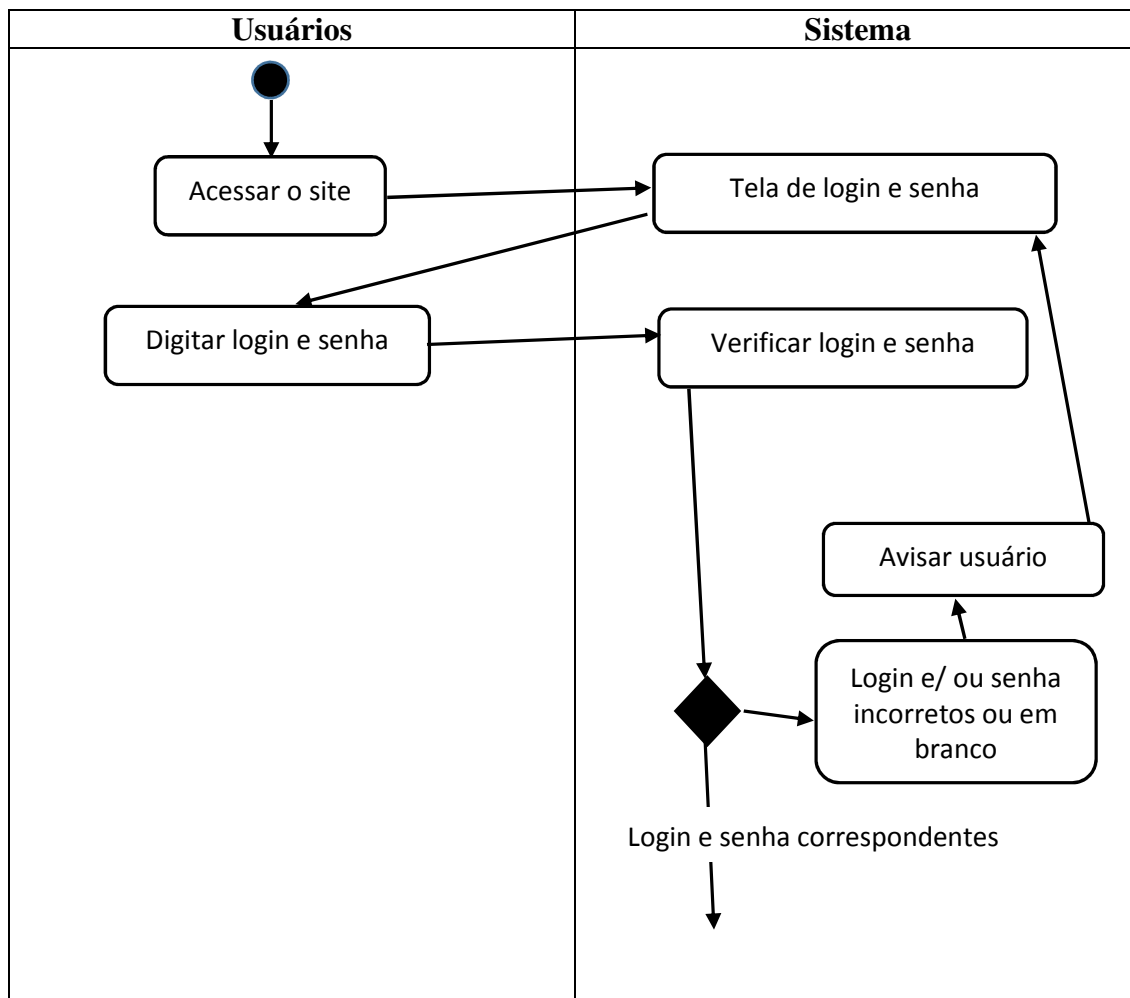 Usuários
Sistema
Acessar o site
Tela de login e senha
Digitar login e senha
Verificar login e senha
Avisar usuário
Login e/ ou senha
incorretos ou em
branco
Login e senha correspondentes